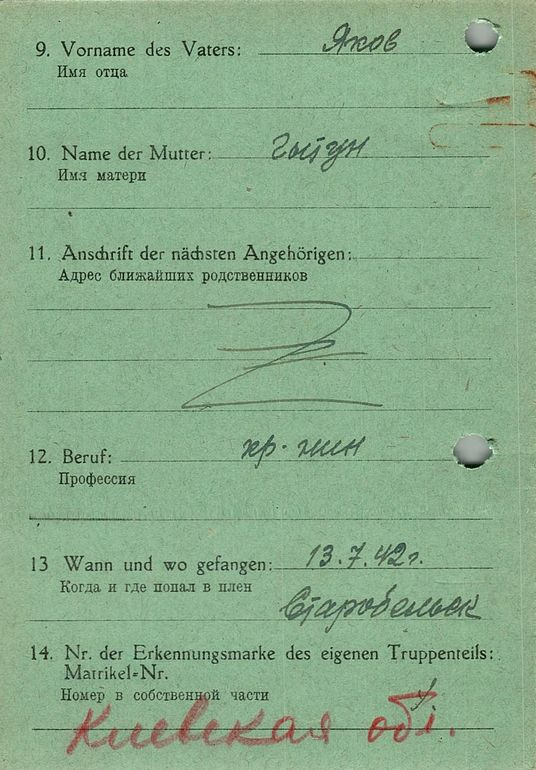 9. Vorname des Vaters: Яков
Имя отца
10. Name der Mutter:
Имя матери
11. Anschrift der nächsten Angehörigen:
Адрес ближайших родственников
12. Beruf: кр-нин
Профессия
13 Wann und wo gefangen: 13.7.42г.
Когда и где попал в плен
Старобельск
14. Nr. der Erkennungsmarke des eigenen Truppenteils:
Matrikel-Nr.
Номер в собственной части
Киевская обл.